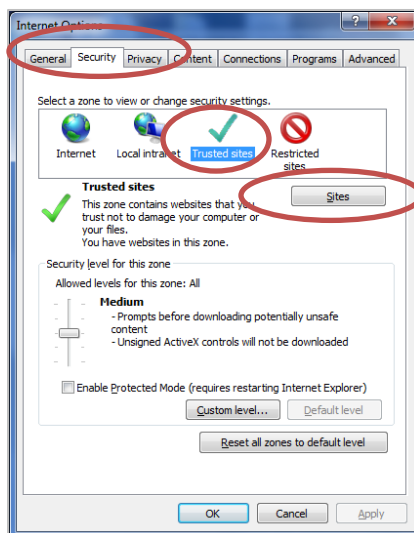 Internet Options
General Security Privacy Content Connections Programs Advanced
Select a zone to view or change security settings.
Internet Local intranet Trusted sites Restricted
sites
Trusted sites
Sites
This zone contains websites that you
trust not to damage your computer or
your files.
You have websites in this zone.
Security level for this zone
Allowed levels for this zone: All
Medium
- Prompts before downloading potentially unsafe
content
- Unsigned ActiveX controls will not be downloaded
Enable Protected Mode (requires restarting Internet Explorer)
Custom level... Default level
Reset all zones to default level
OK Cancel Apply